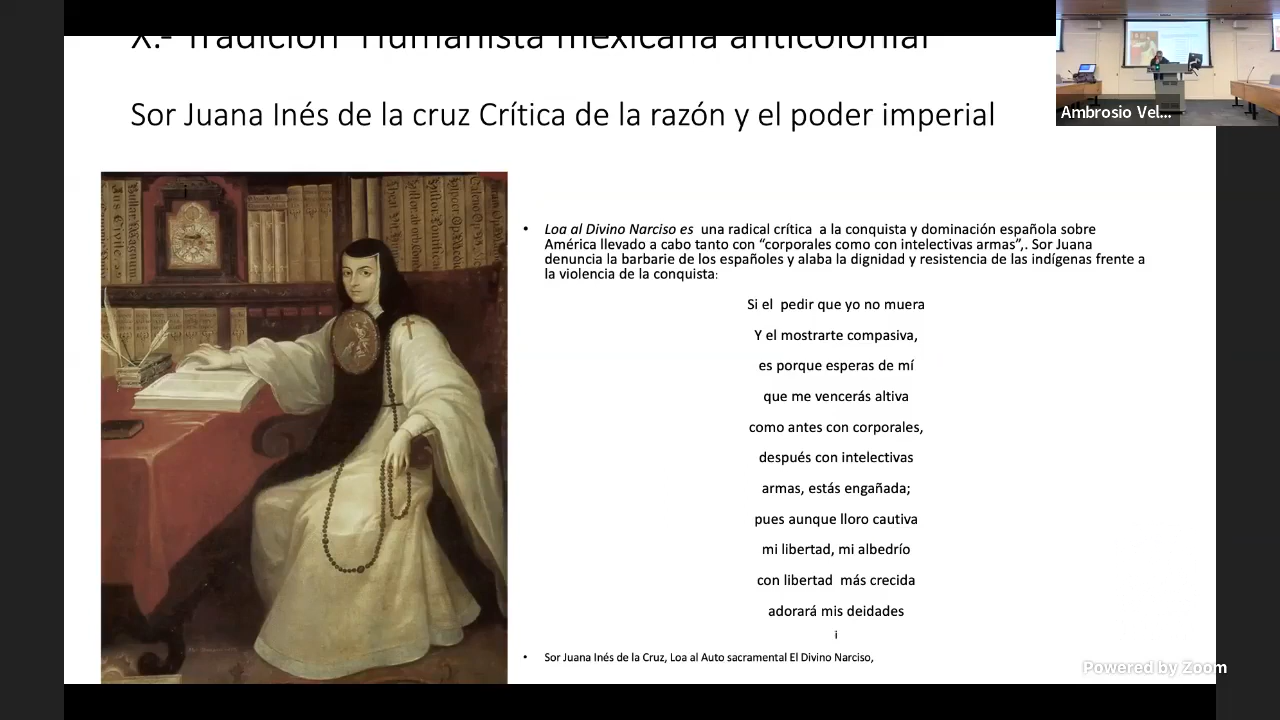 X.- Tradición Humanista mexicana anticolonial
Sor Juana Inés de la cruz Crítica de la razón y el poder imperial
Ambrosio Vel...
• Loa al Divino Narciso es una radical crítica a la conquista y dominación española sobre
América llevado a cabo tanto con “corporales como con intelectivas armas”,. Sor Juana
denuncia la barbarie de los españoles y alaba la dignidad y resistencia de las indígenas frente a
la violencia de la conquista:
Si el pedir que yo no muera
Y el mostrarte compasiva,
es porque esperas de mí
que me vencerás altiva
como antes con corporales,
después con intelectivas
armas, estás engañada;
pues aunque lloro cautiva
mi libertad, mi albedrío
con libertad más crecida
adorará mis deidades
i
• Sor Juana Inés de la Cruz, Loa al Auto sacramental El Divino Narciso,
Powered by Zoom